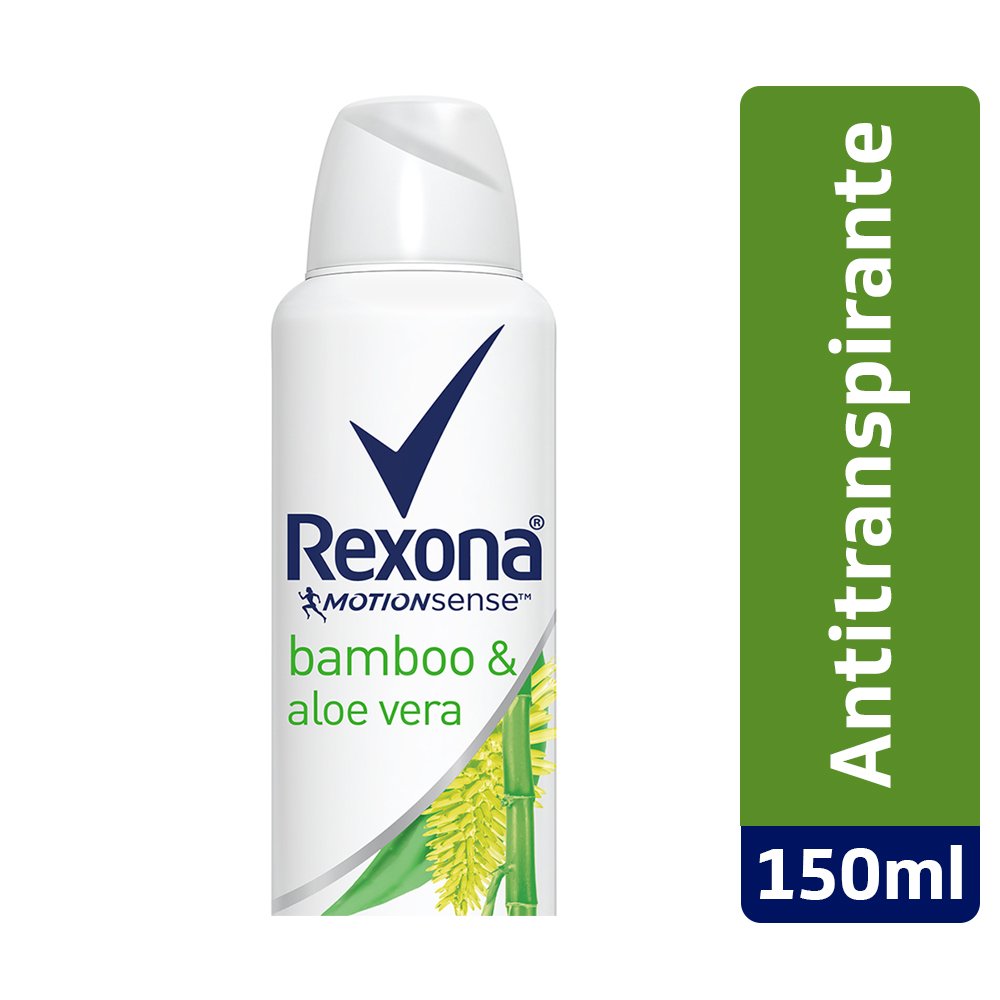 Rexona®
MOTIONsense™
bamboo &
aloe vera
Antitranspirante
150ml